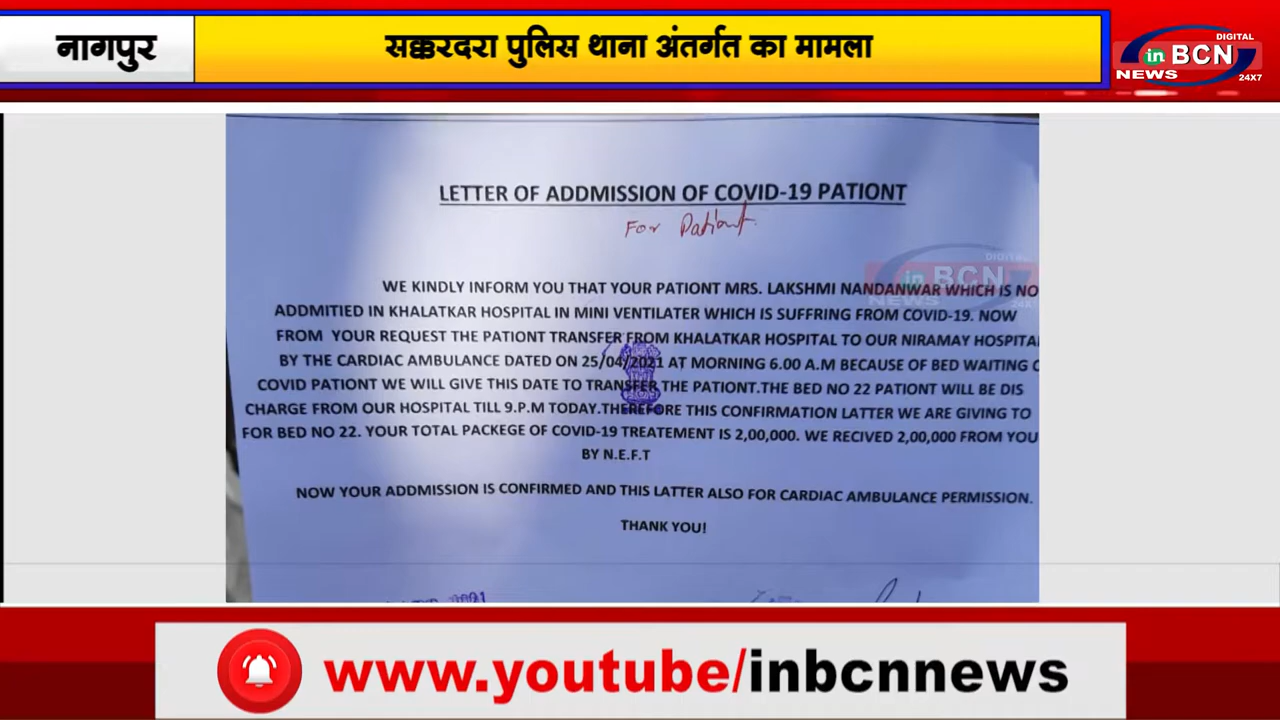 नागपुर
सक्करदरा पुलिस थाना अंतर्गत का मामला
DIGITAL
in BCN
NEWS 24X7
LETTER OF ADDMISSION OF COVID-19 PATIONT
For Pationt
DIGITAL
in BCN
NEWS
WE KINDLY INFORM YOU THAT YOUR PATIONT MRS. LAKSHMI NANDANWAR WHICH IS NO
ADDMITIED IN KHALATKAR HOSPITAL IN MINI VENTILATER WHICH IS SUFFRING FROM COVID-19. NOW
FROM YOUR REQUEST THE PATIONT TRANSFER FROM KHALATKAR HOSPITAL TO OUR NIRAMAY HOSPITAL
BY THE CARDIAC AMBULANCE DATED ON 25/04/2021 AT MORNING 6.00 A.M BECAUSE OF BED WAITING
COVID PATIONT WE WILL GIVE THIS DATE TO TRANSFER THE PATIONT.THE BED NO 22 PATIONT WILL BE DIS
CHARGE FROM OUR HOSPITAL TILL 9.P.M TODAY.THEREFORE THIS CONFIRMATION LATTER WE ARE GIVING TO
FOR BED NO 22. YOUR TOTAL PACKEGE OF COVID-19 TREATEMENT IS 2,00,000. WE RECIVED 2,00,000 FROM YOU
BY N.E.F.T
NOW YOUR ADDMISSION IS CONFIRMED AND THIS LATTER ALSO FOR CARDIAC AMBULANCE PERMISSION.
THANK YOU!
www.youtube/inbcnnews